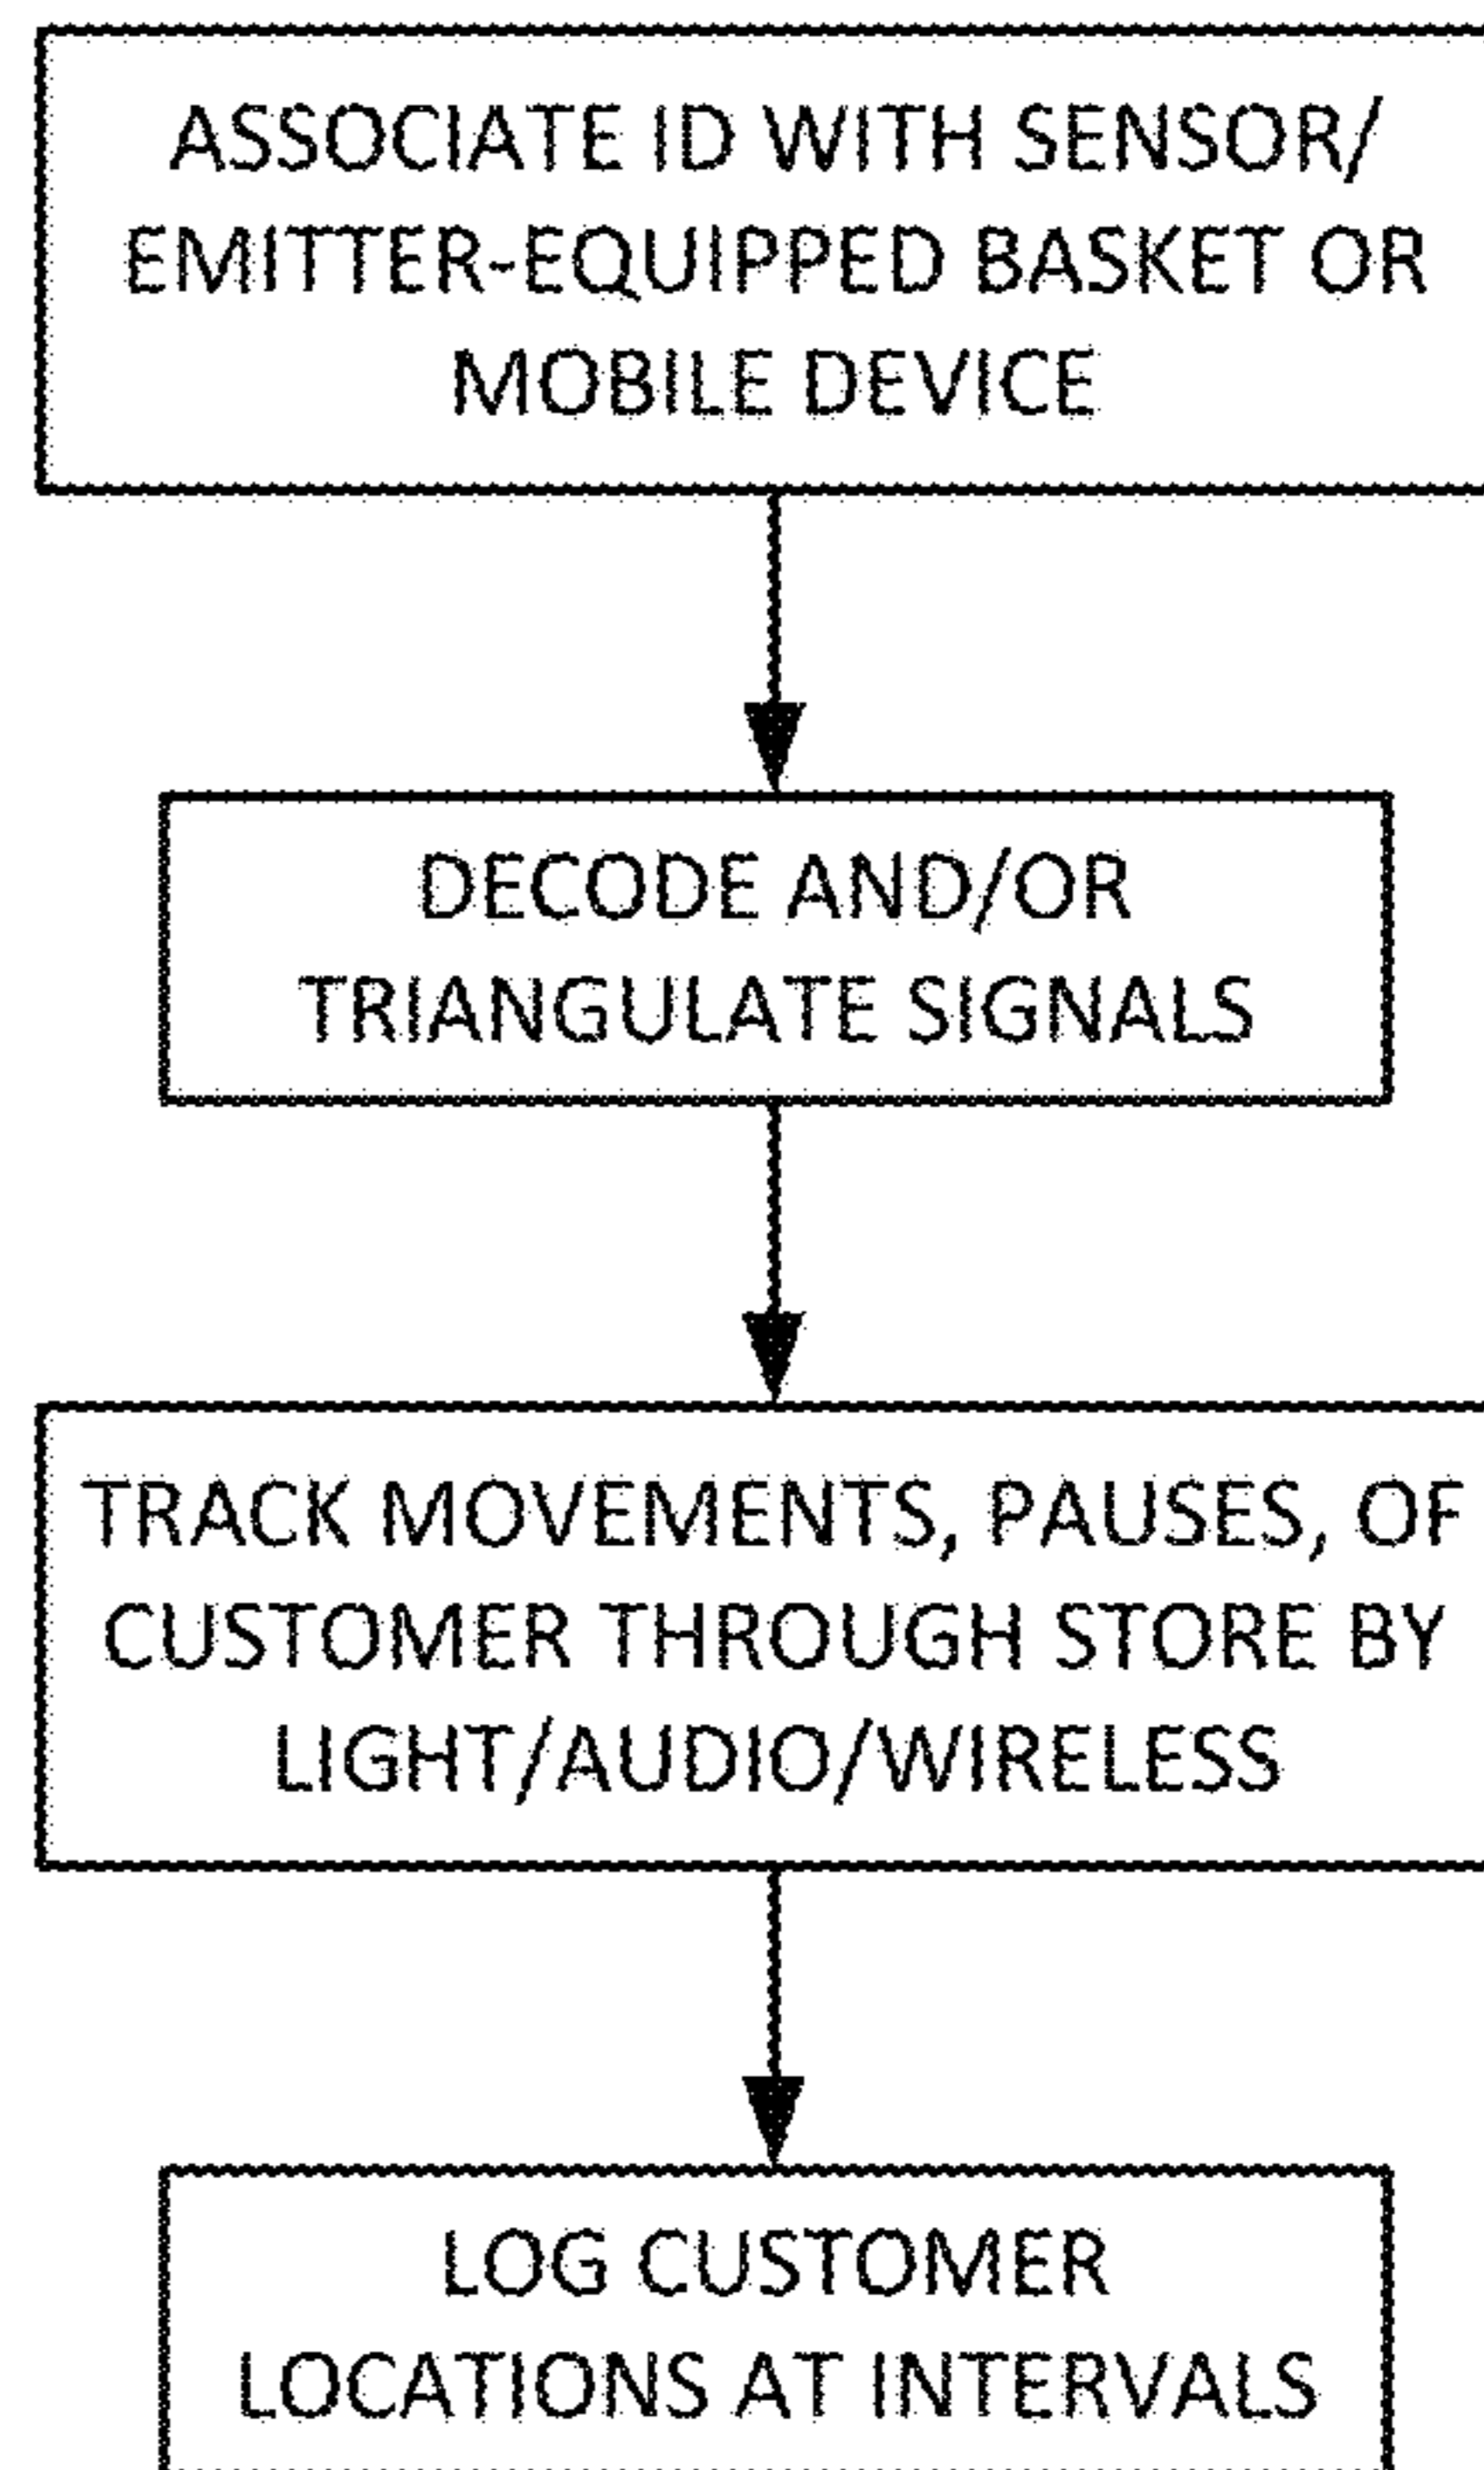 ASSOCIATE ID WITH SENSOR/
EMITTER-EQUIPPED BASKET OR
MOBILE DEVICE
DECODE AND/OR
TRIANGULATE SIGNALS
TRACK MOVEMENTS, PAUSES, OF
CUSTOMER THROUGH STORE BY
LIGHT/AUDIO/WIRELESS
LOG CUSTOMER
LOCATIONS AT INTERVALS